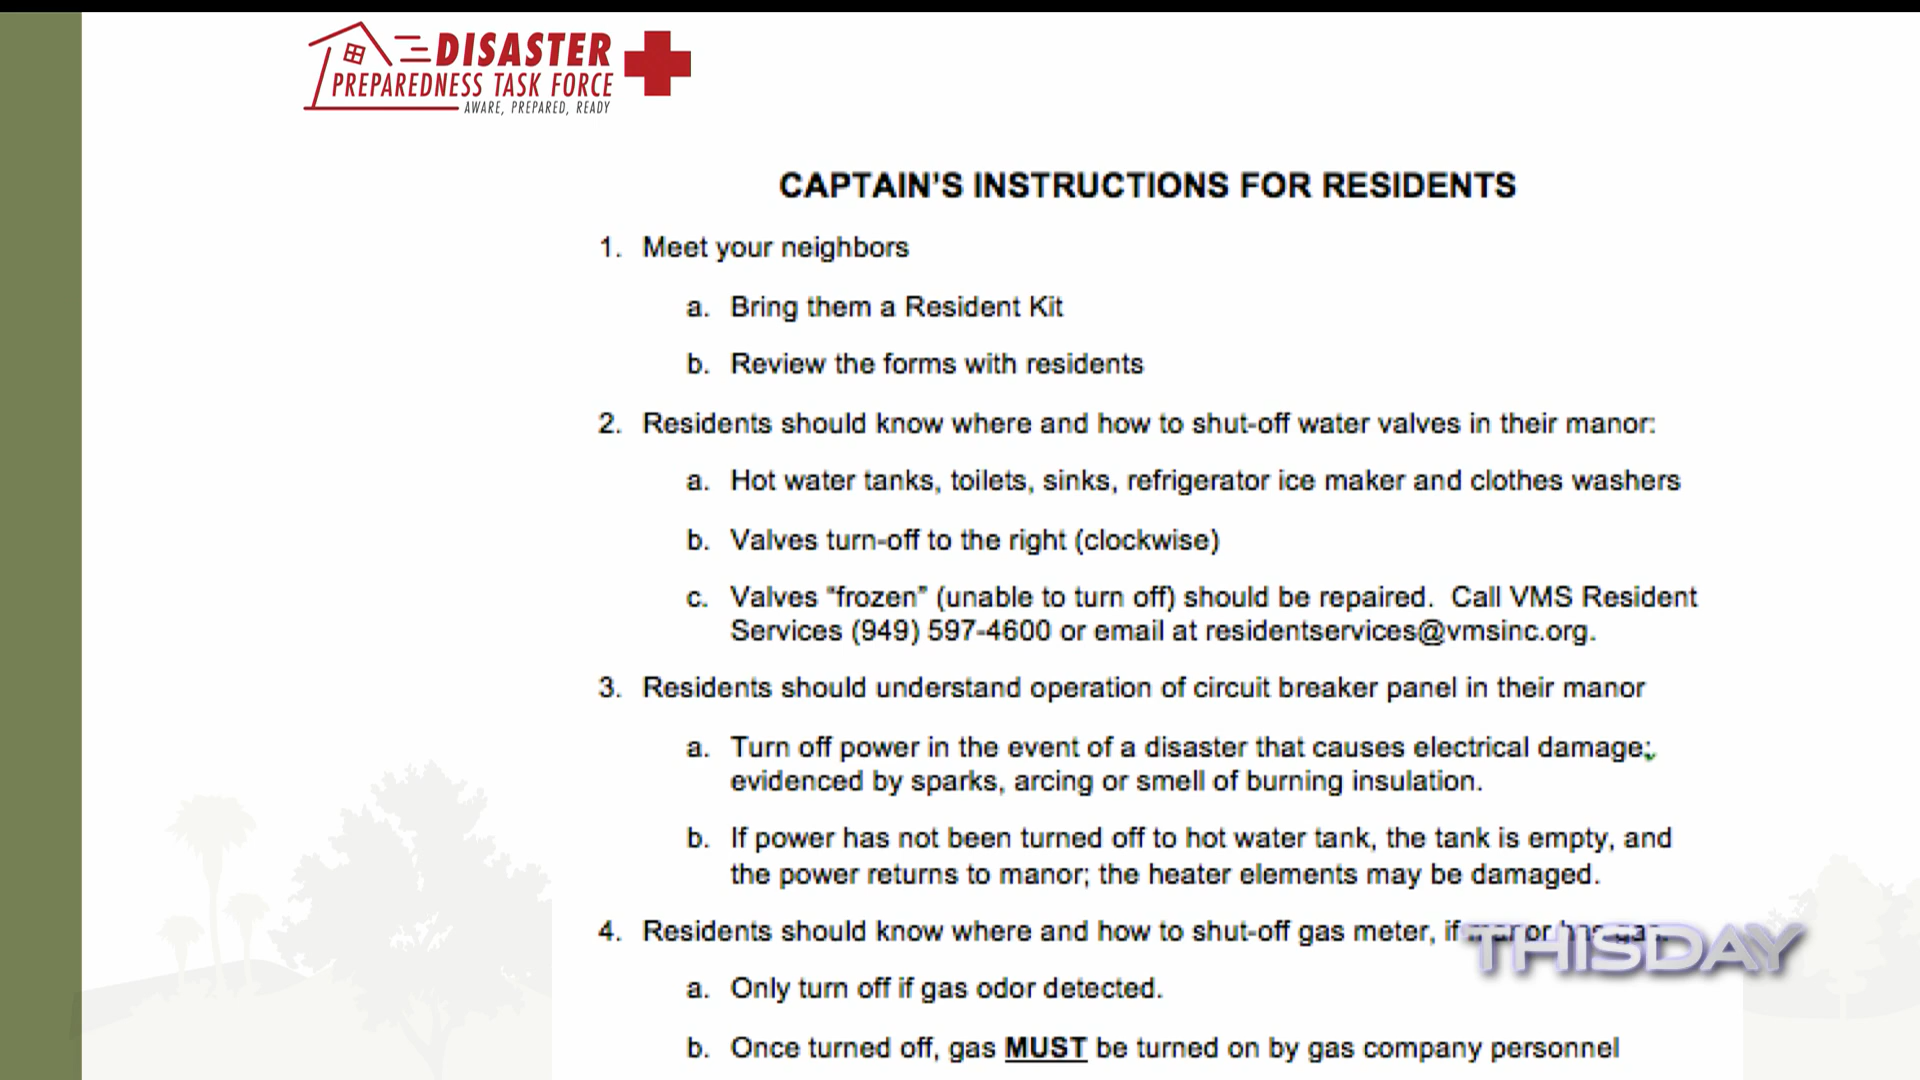 DISASTER
PREPAREDNESS TASK FORCE
AWARE, PREPARED, READY
CAPTAIN'S INSTRUCTIONS FOR RESIDENTS
1. Meet your neighbors
a. Bring them a Resident Kit
b. Review the forms with residents
2. Residents should know where and how to shut-off water valves in their manor:
a. Hot water tanks, toilets, sinks, refrigerator ice maker and clothes washers
b. Valves turn-off to the right (clockwise)
c. Valves "frozen" (unable to turn off) should be repaired. Call VMS Resident
Services (949) 597-4600 or email at residentservices@vmsinc.org.
3. Residents should understand operation of circuit breaker panel in their manor
a. Turn off power in the event of a disaster that causes electrical damage;
evidenced by sparks, arcing or smell of burning insulation.
b. If power has not been turned off to hot water tank, the tank is empty, and
the power returns to manor; the heater elements may be damaged.
4. Residents should know where and how to shut-off gas meter, if manor has gas.
THISDAY
a. Only turn off if gas odor detected.
b. Once turned off, gas MUST be turned on by gas company personnel